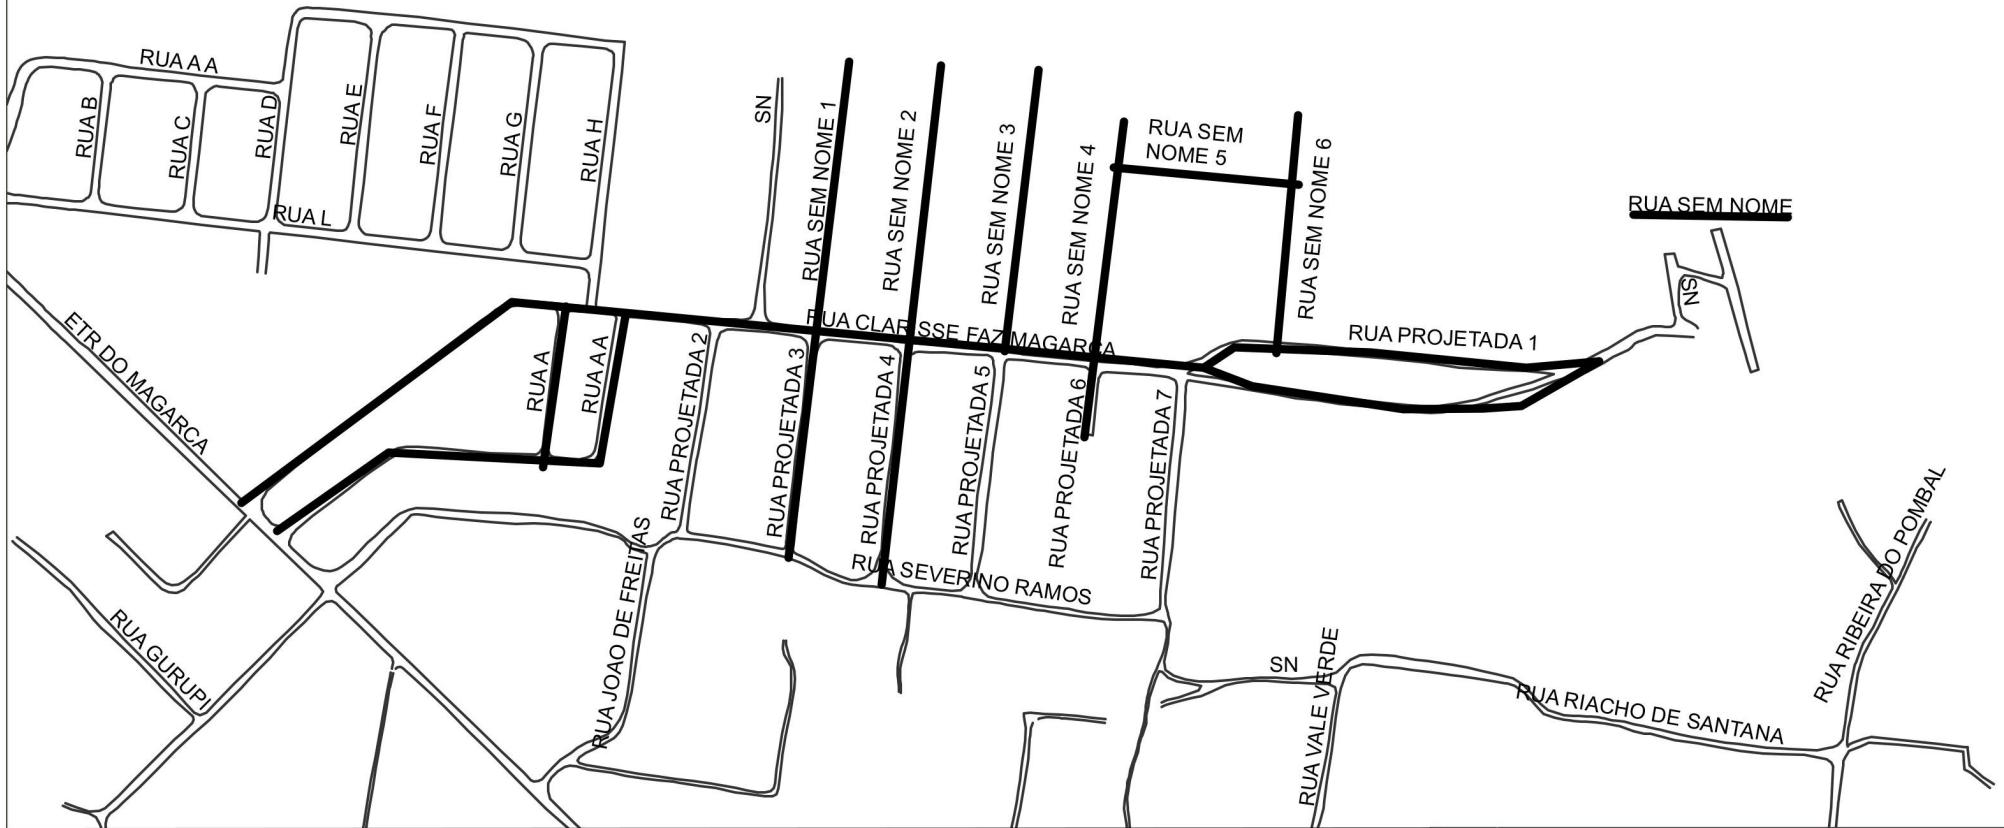 RUA A A
RUA B
RUA C
RUA D
RUA E
RUA F
RUA G
RUA H
RUA L
SN
RUA SEM NOME 1
RUA SEM NOME 2
RUA SEM NOME 3
RUA SEM NOME 4
RUA SEM
NOME 5
RUA SEM NOME 6
RUA SEM NOME
SN
RUA CLARISSE FAZ MAGARCA
RUA PROJETADA 1
ETR DO MAGARCA
RUA A
RUA A A
RUA PROJETADA 2
RUA PROJETADA 3
RUA PROJETADA 4
RUA PROJETADA 5
RUA PROJETADA 6
RUA PROJETADA 7
RUA SEVERINO RAMOS
RUA JOAO DE FREITAS
RUA GURUPI
SN
RUA VALE VERDE
RUA RIACHO DE SANTANA
RUA RIBEIRA DO POMBAL